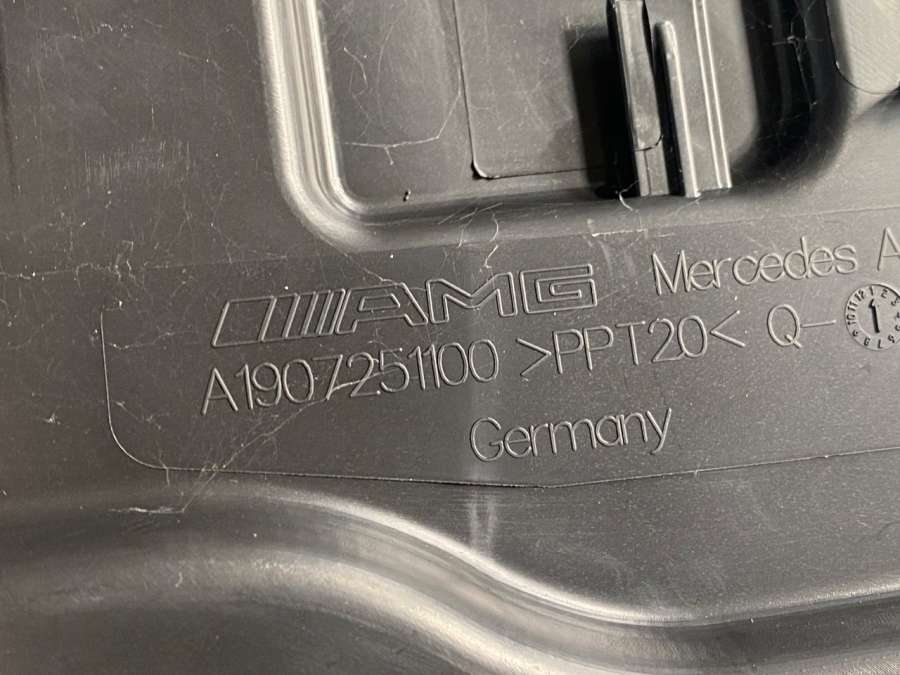 AMG Mercedes A
A1907251100 >PPT20< Q-
Germany